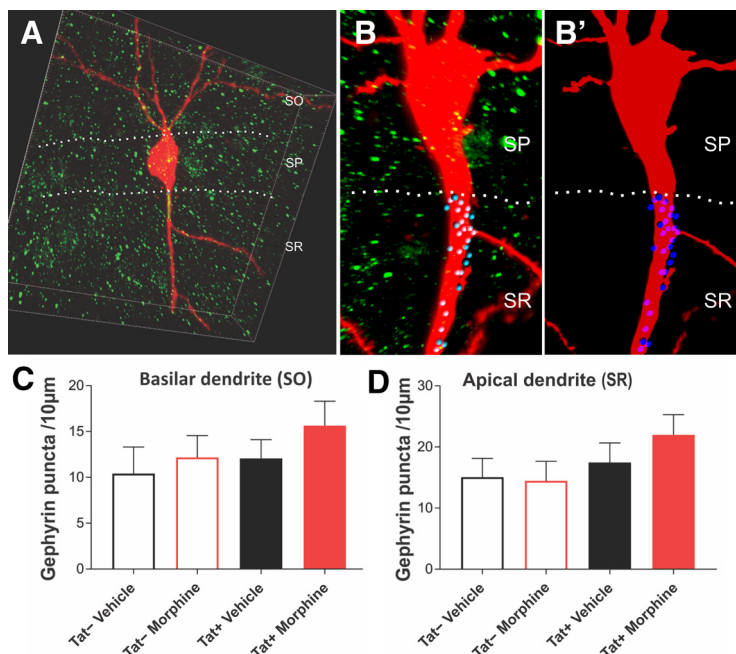 A
SO
SP
SR
B
SP
SR
B’
SP
SR
C
Basilar dendrite (SO)
Gephyrin puncta /10μm
20
15
10
5
0
Tat− Vehicle
Tat− Morphine
Tat+ Vehicle
Tat+ Morphine
D
Apical dendrite (SR)
Gephyrin puncta /10μm
30
20
10
0
Tat− Vehicle
Tat− Morphine
Tat+ Vehicle
Tat+ Morphine